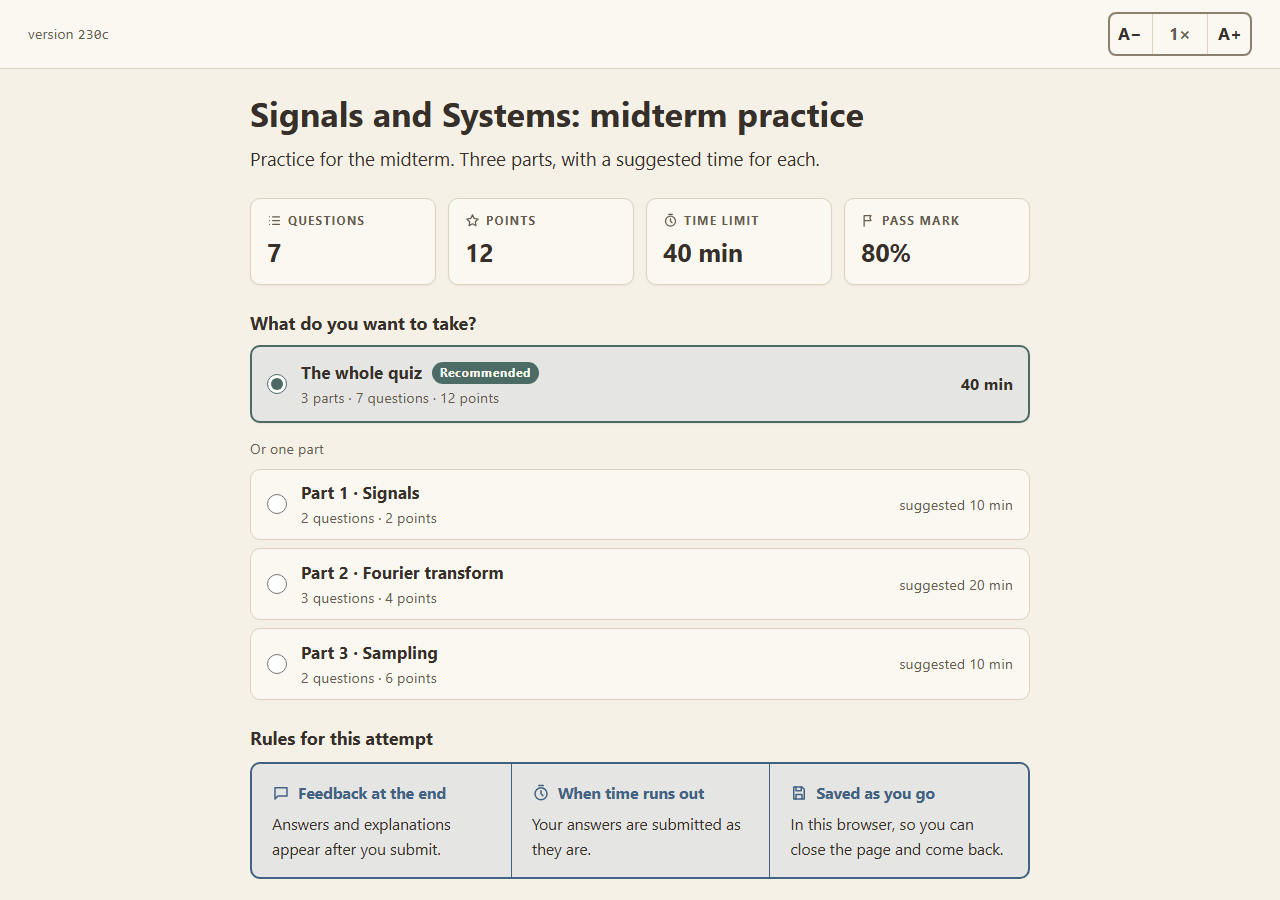 version 230c
A− 1× A+
Signals and Systems: midterm practice
Practice for the midterm. Three parts, with a suggested time for each.
QUESTIONS
7
POINTS
12
TIME LIMIT
40 min
PASS MARK
80%
What do you want to take?
The whole quiz Recommended
3 parts · 7 questions · 12 points
40 min
Or one part
Part 1 · Signals
2 questions · 2 points
suggested 10 min
Part 2 · Fourier transform
3 questions · 4 points
suggested 20 min
Part 3 · Sampling
2 questions · 6 points
suggested 10 min
Rules for this attempt
Feedback at the end
Answers and explanations
appear after you submit.
When time runs out
Your answers are submitted as
they are.
Saved as you go
In this browser, so you can
close the page and come back.